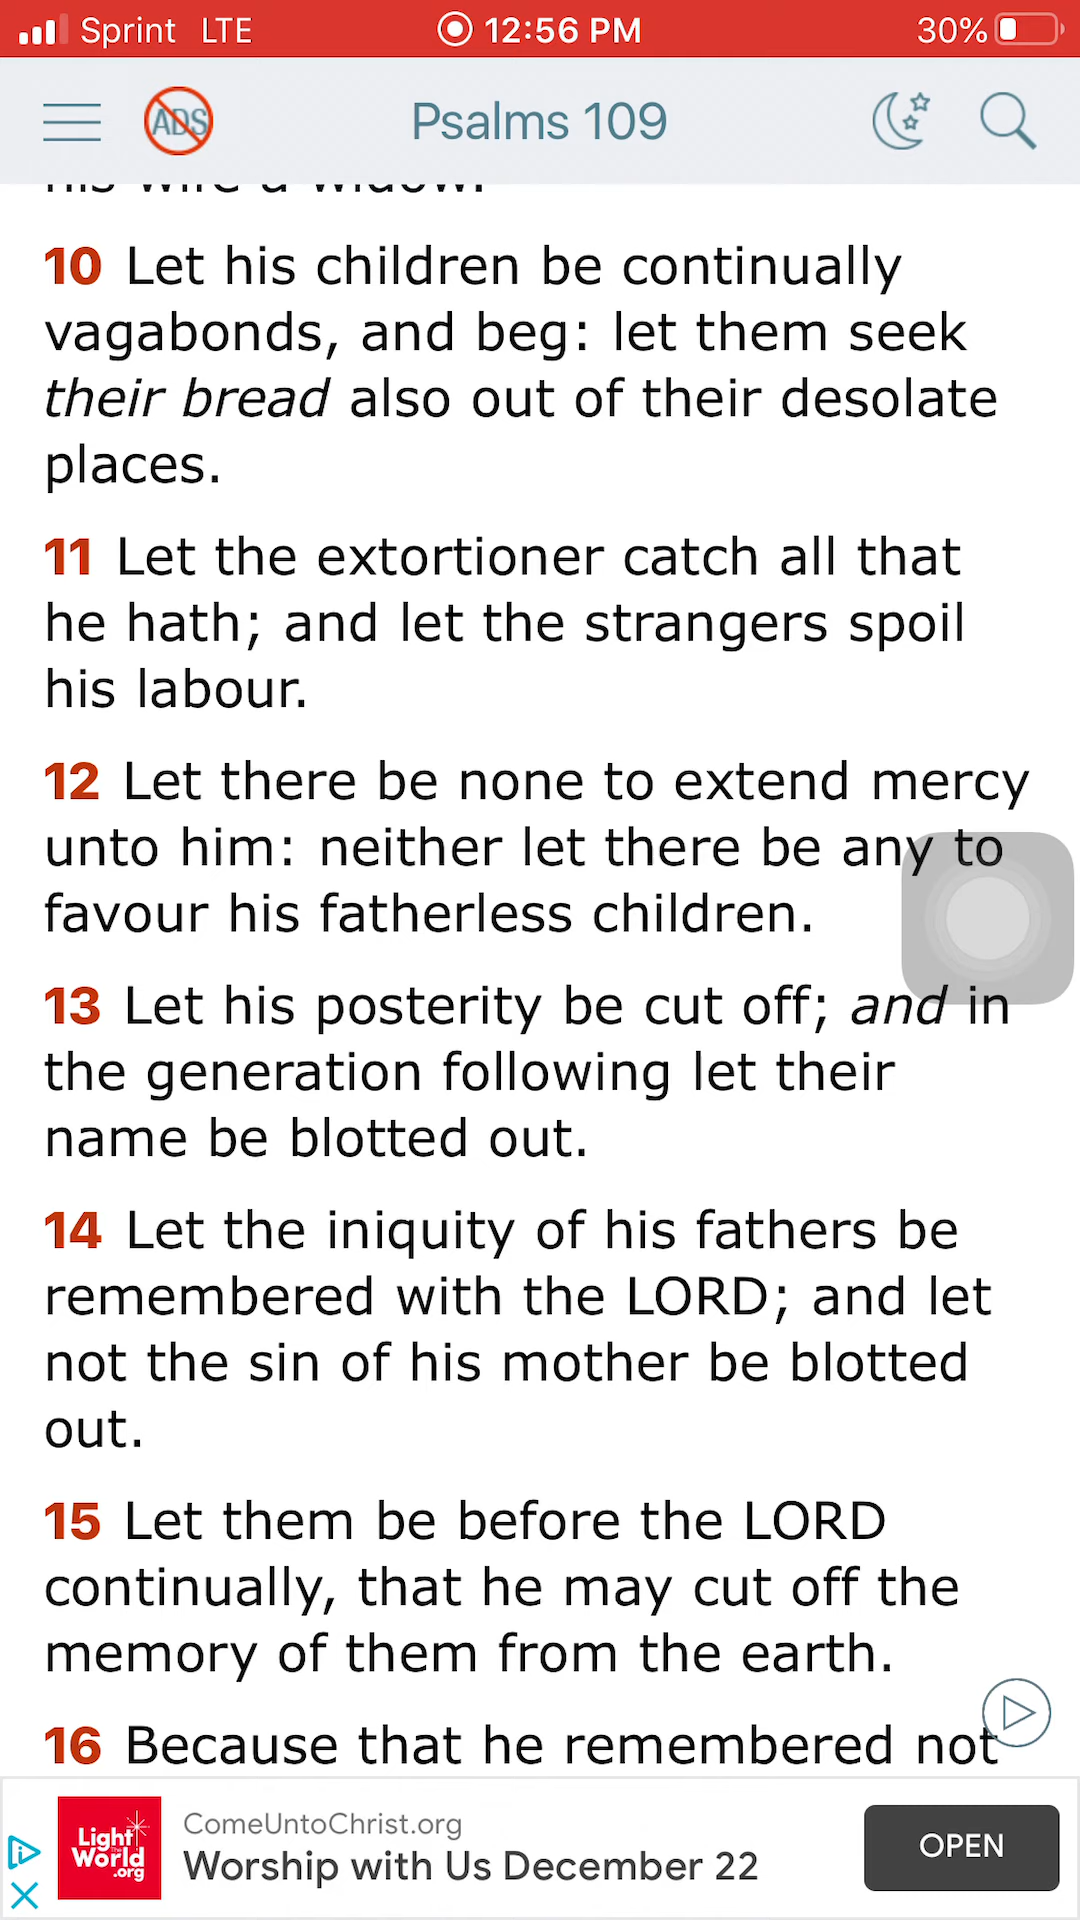 Sprint LTE 12:56 PM 30%
ADS Psalms 109
his wife a widow.
10 Let his children be continually
vagabonds, and beg: let them seek
their bread also out of their desolate
places.
11 Let the extortioner catch all that
he hath; and let the strangers spoil
his labour.
12 Let there be none to extend mercy
unto him: neither let there be any to
favour his fatherless children.
13 Let his posterity be cut off; and in
the generation following let their
name be blotted out.
14 Let the iniquity of his fathers be
remembered with the LORD; and let
not the sin of his mother be blotted
out.
15 Let them be before the LORD
continually, that he may cut off the
memory of them from the earth.
16 Because that he remembered not
Light
the
World
.org
ComeUntoChrist.org
Worship with Us December 22
OPEN